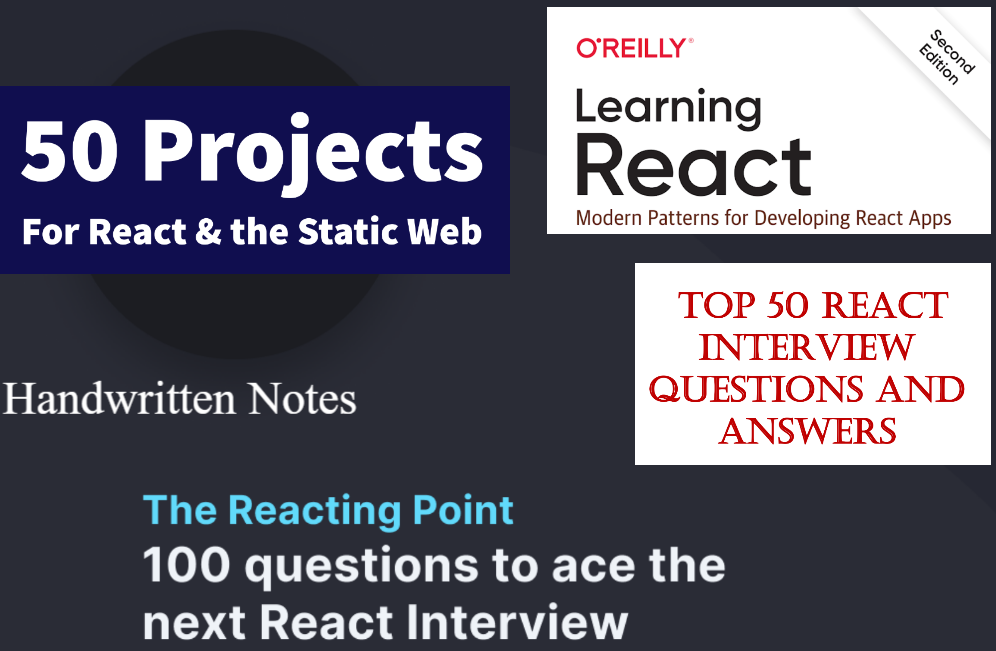 50 Projects
For React & the Static Web
O'REILLY®
Second
Edition
Learning
React
Modern Patterns for Developing React Apps
TOP 50 REACT
INTERVIEW
QUESTIONS AND
ANSWERS
Handwritten Notes
The Reacting Point
100 questions to ace the
next React Interview